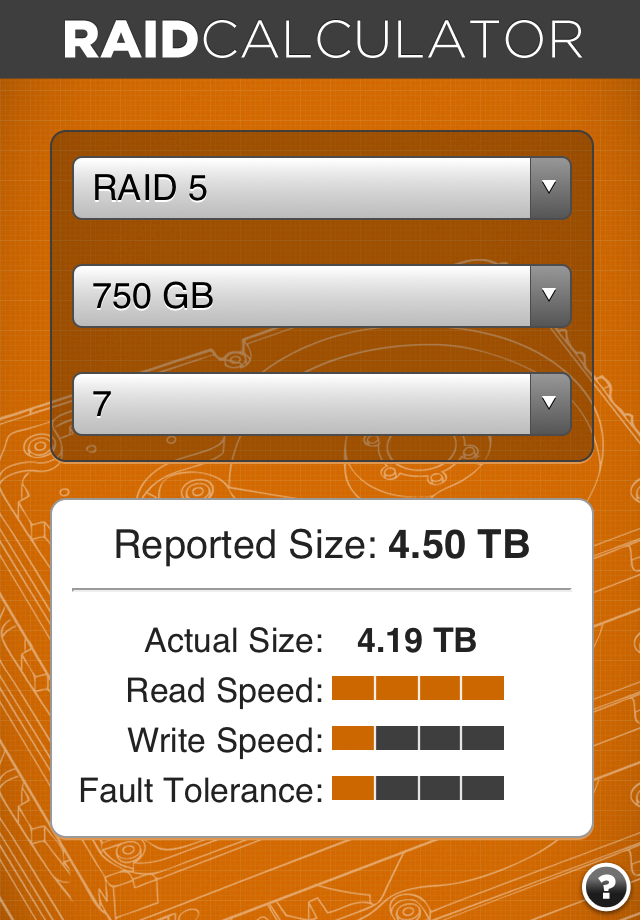 RAIDCALCULATOR
RAID 5
750 GB
7
Reported Size: 4.50 TB
Actual Size: 4.19 TB
Read Speed:
Write Speed:
Fault Tolerance:
?